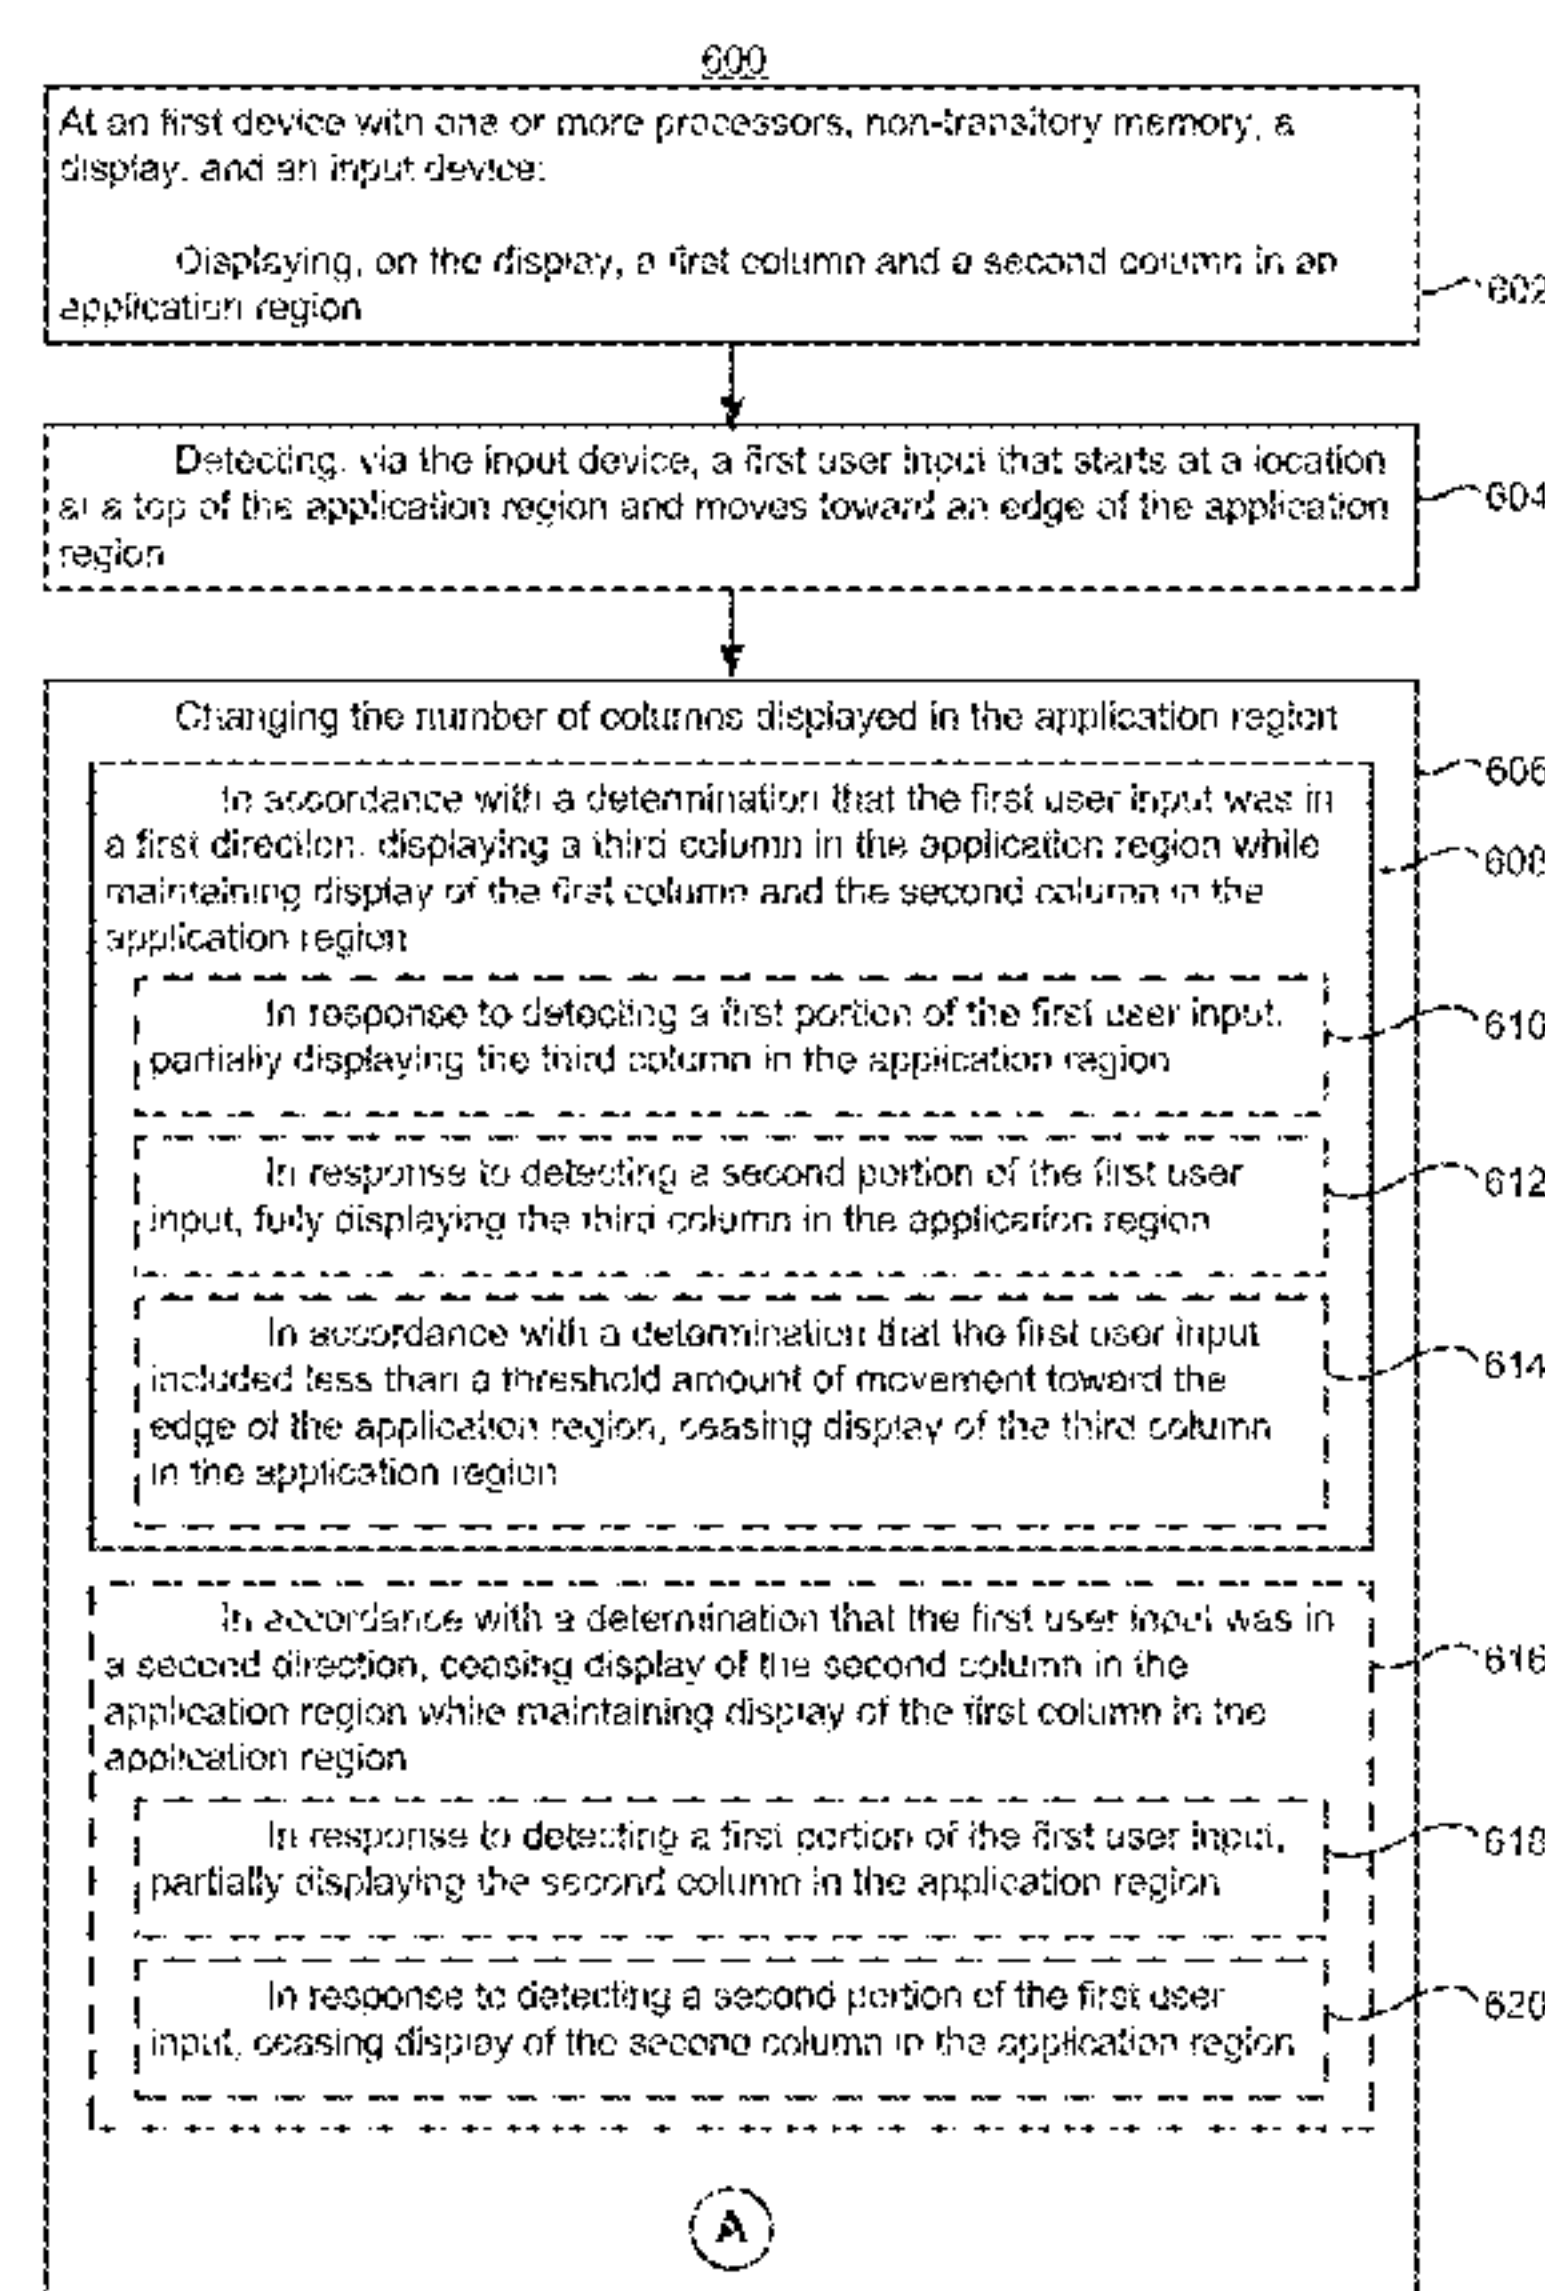 600
At an first device with one or more processors, non-transitory memory, a
display, and an input device:
Displaying, on the display, a first column and a second column in an
application region
602
Detecting, via the input device, a first user input that starts at a location
at a top of the application region and moves toward an edge of the application
region
604
Changing the number of columns displayed in the application region
606
In accordance with a determination that the first user input was in
a first direction, displaying a third column in the application region while
maintaining display of the first column and the second column in the
application region
608
In response to detecting a first portion of the first user input,
partially displaying the third column in the application region
610
In response to detecting a second portion of the first user
input, fully displaying the third column in the application region
612
In accordance with a determination that the first user input
included less than a threshold amount of movement toward the
edge of the application region, ceasing display of the third column
in the application region
614
In accordance with a determination that the first user input was in
a second direction, ceasing display of the second column in the
application region while maintaining display of the first column in the
application region
616
In response to detecting a first portion of the first user input,
partially displaying the second column in the application region
618
In response to detecting a second portion of the first user
input, ceasing display of the second column in the application region
620
A